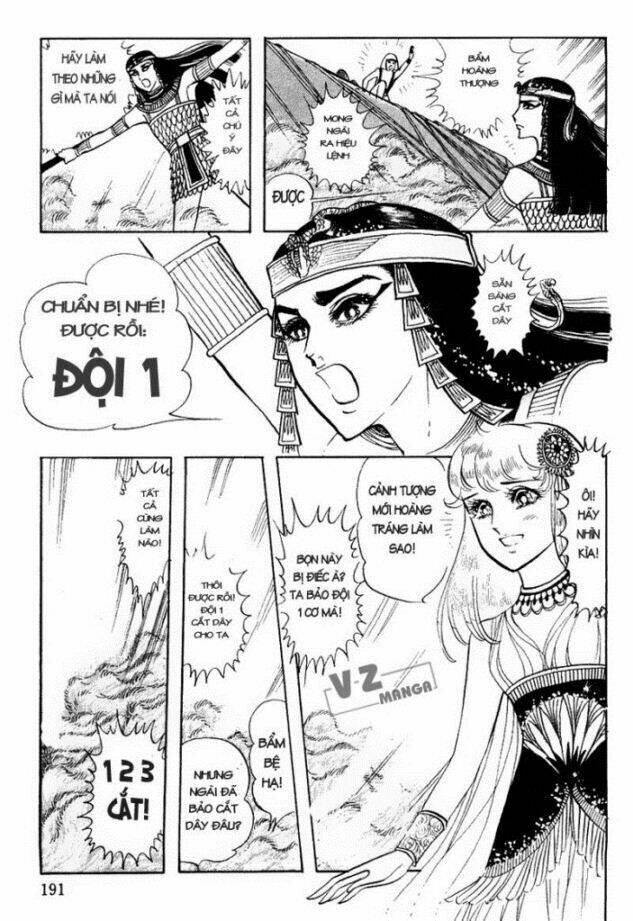 BẨM
HOÀNG
THƯỢNG
MONG
NGÀI
RA HIỆU
LỆNH
ĐƯỢC
TẤT
CẢ
CHÚ
Ý
ĐÂY
HÃY LÀM
THEO NHỮNG
GÌ MÀ TA NÓI
SẴN
SÀNG
CẮT
DÂY
CHUẨN BỊ NHÉ!
ĐƯỢC RỒI:
ĐỘI 1
ÔI!
HÃY
NHÌN
KÌA!
CẢNH TƯỢNG
MỚI HOÀNG
TRÁNG LÀM
SAO!
BỌN NÀY
BỊ ĐIẾC À?
TA BẢO ĐỘI
1 CƠ MÀ!
V-Z
MANGA
BẨM
BỆ
HẠ!
THÔI
ĐƯỢC RỒI!
ĐỘI 1
CẮT DÂY
CHO TA
NHƯNG
NGÀI ĐÃ
BẢO CẮT
DÂY ĐÂU?
TẤT
CẢ
CÙNG
LÀM
NÀO!
1 2 3
CẮT!
191